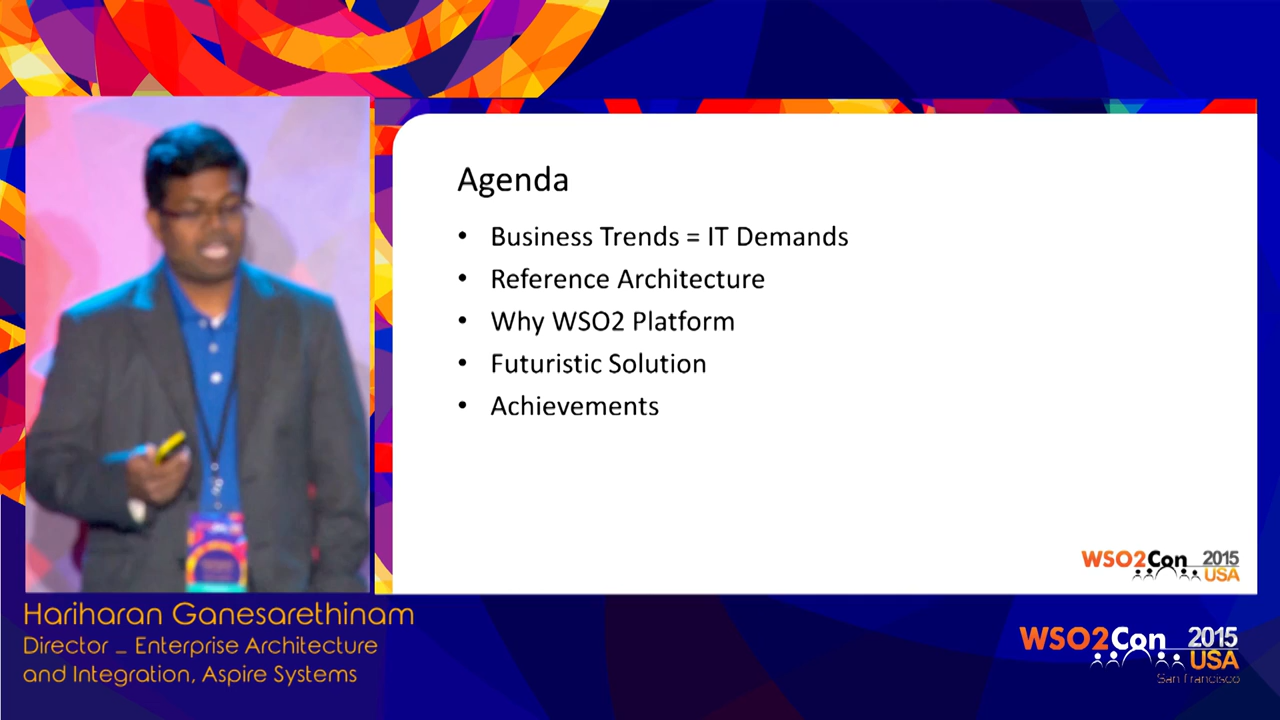 Agenda
• Business Trends = IT Demands
• Reference Architecture
• Why WSO2 Platform
• Futuristic Solution
• Achievements
WSO2Con 2015
USA
Hariharan Ganesarethinam
Director _ Enterprise Architecture
and Integration, Aspire Systems
WSO2Con 2015
USA
San Francisco